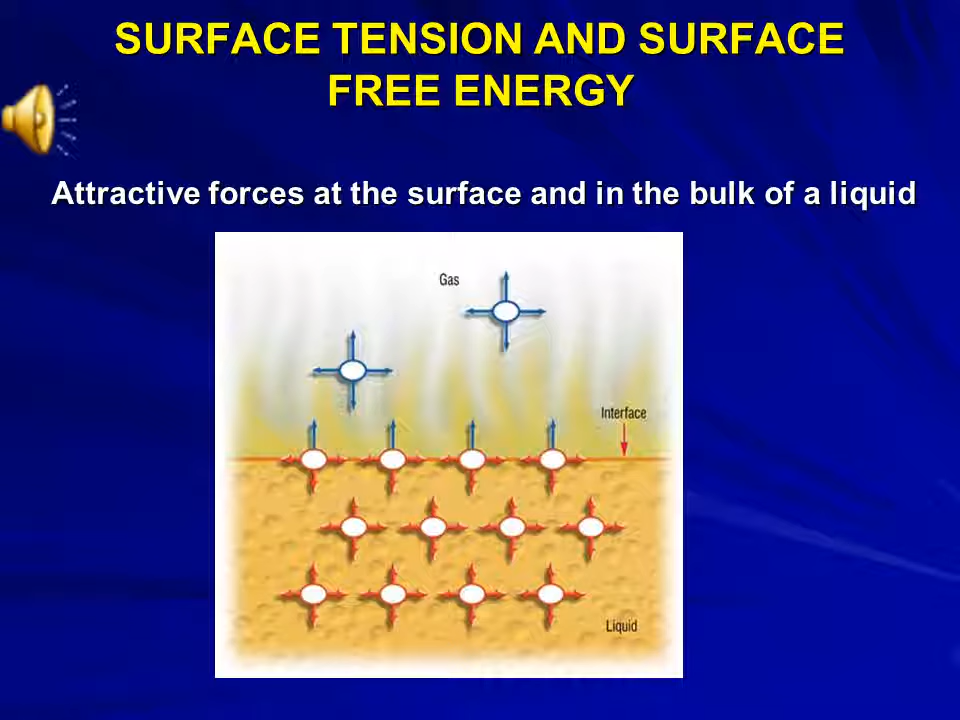 SURFACE TENSION AND SURFACE
FREE ENERGY
Attractive forces at the surface and in the bulk of a liquid
Gas
Interface
Liquid